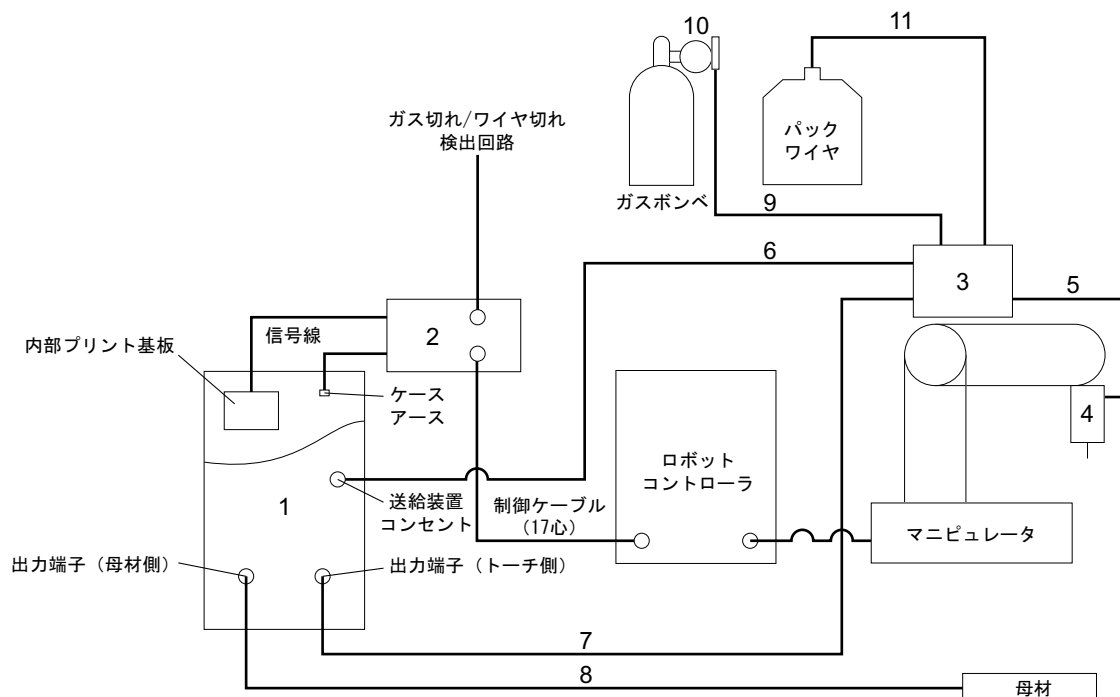 10
11
ガス切れ/ワイヤ切れ
検出回路
パック
ワイヤ
ガスボンベ
9
6
3
5
信号線
2
内部プリント基板
ケース
アース
4
ロボット
コントローラ
1
送給装置
コンセント
制御ケーブル
(17心)
マニピュレータ
出力端子（母材側）
出力端子（トーチ側）
7
8
母材